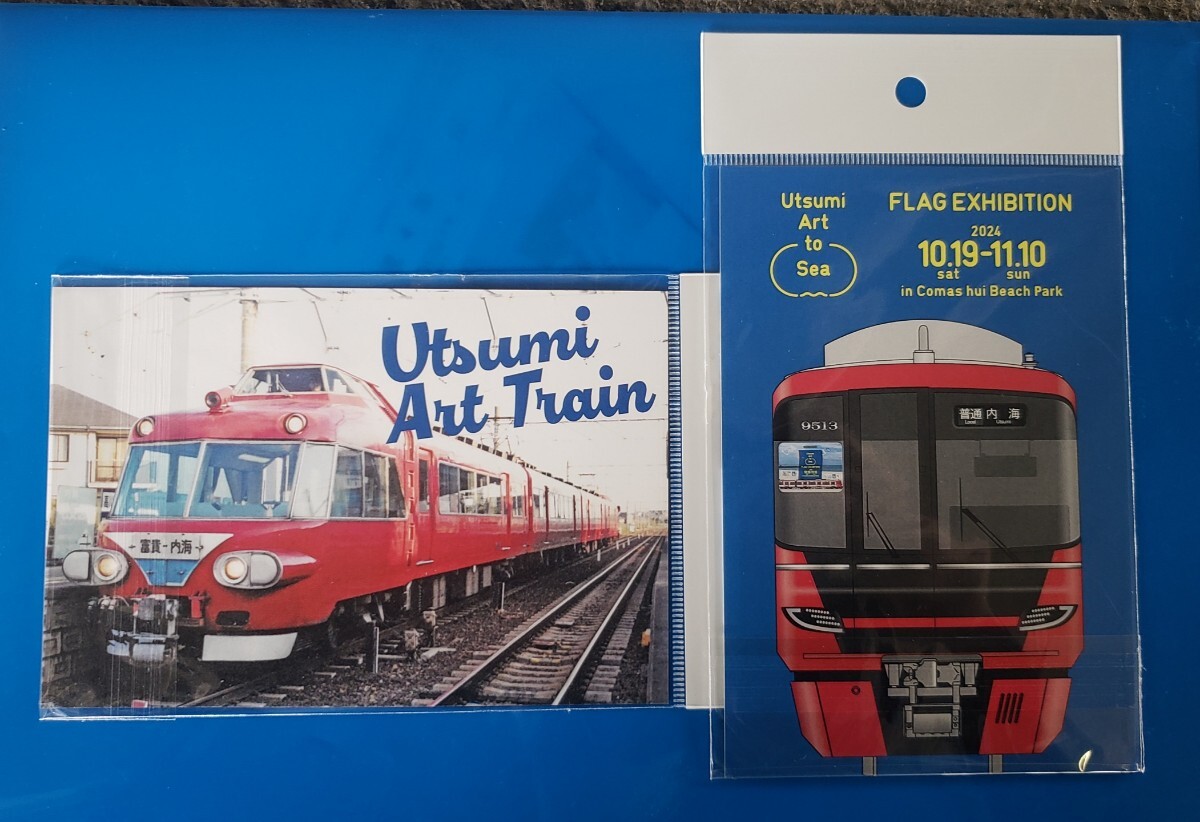 Utsumi
Art Train
富貴－内海
Utsumi
Art
to
Sea
FLAG EXHIBITION
2024
10.19-11.10
sat sun
in Comas hui Beach Park
9513
普通 内 海
Local Utsumi